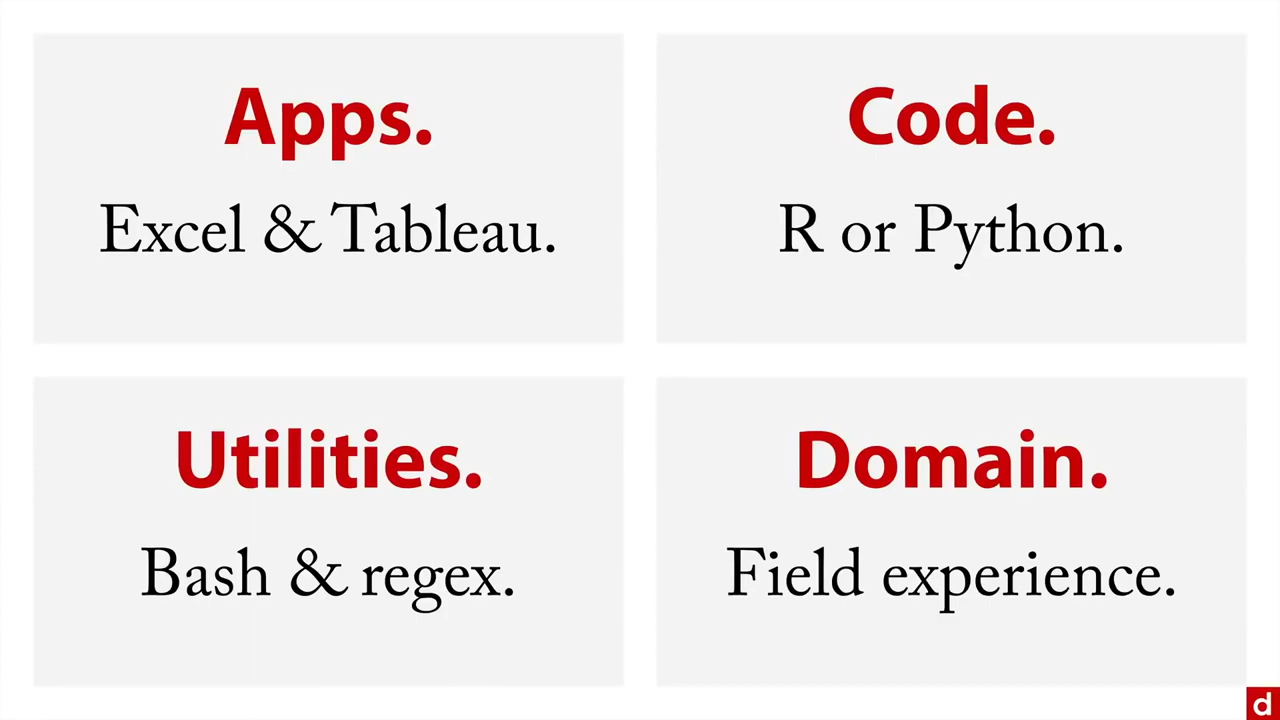 Apps.
Excel & Tableau.
Code.
R or Python.
Utilities.
Bash & regex.
Domain.
Field experience.
d